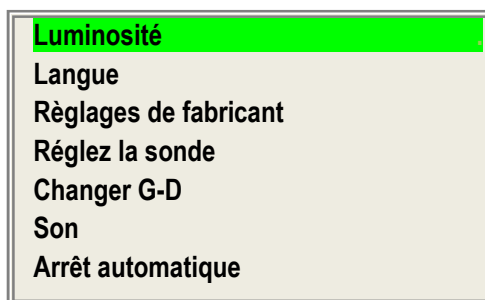 Luminosité
Langue
Règlages de fabricant
Réglez la sonde
Changer G-D
Son
Arrêt automatique